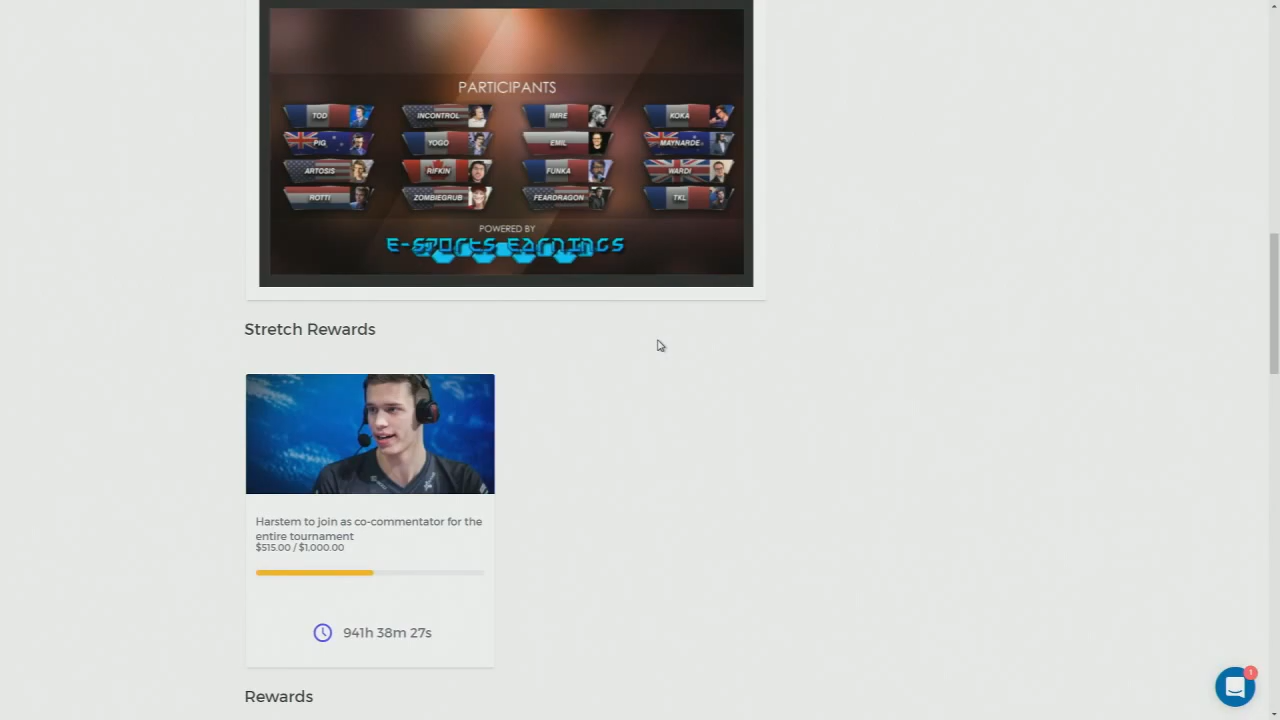 PARTICIPANTS
TOD INCONTROL IMRE KOKA
PIG YOGO EMIL MAYNARDE
ARTOSIS RIFKIN FUNKA WARDI
ROTTI ZOMBIEGRUB FEARDRAGON TKL
POWERED BY
E-SPORTS EARNINGS
Stretch Rewards
Harstem to join as co-commentator for the
entire tournament
$515.00 / $1,000.00
941h 38m 27s
1
Rewards